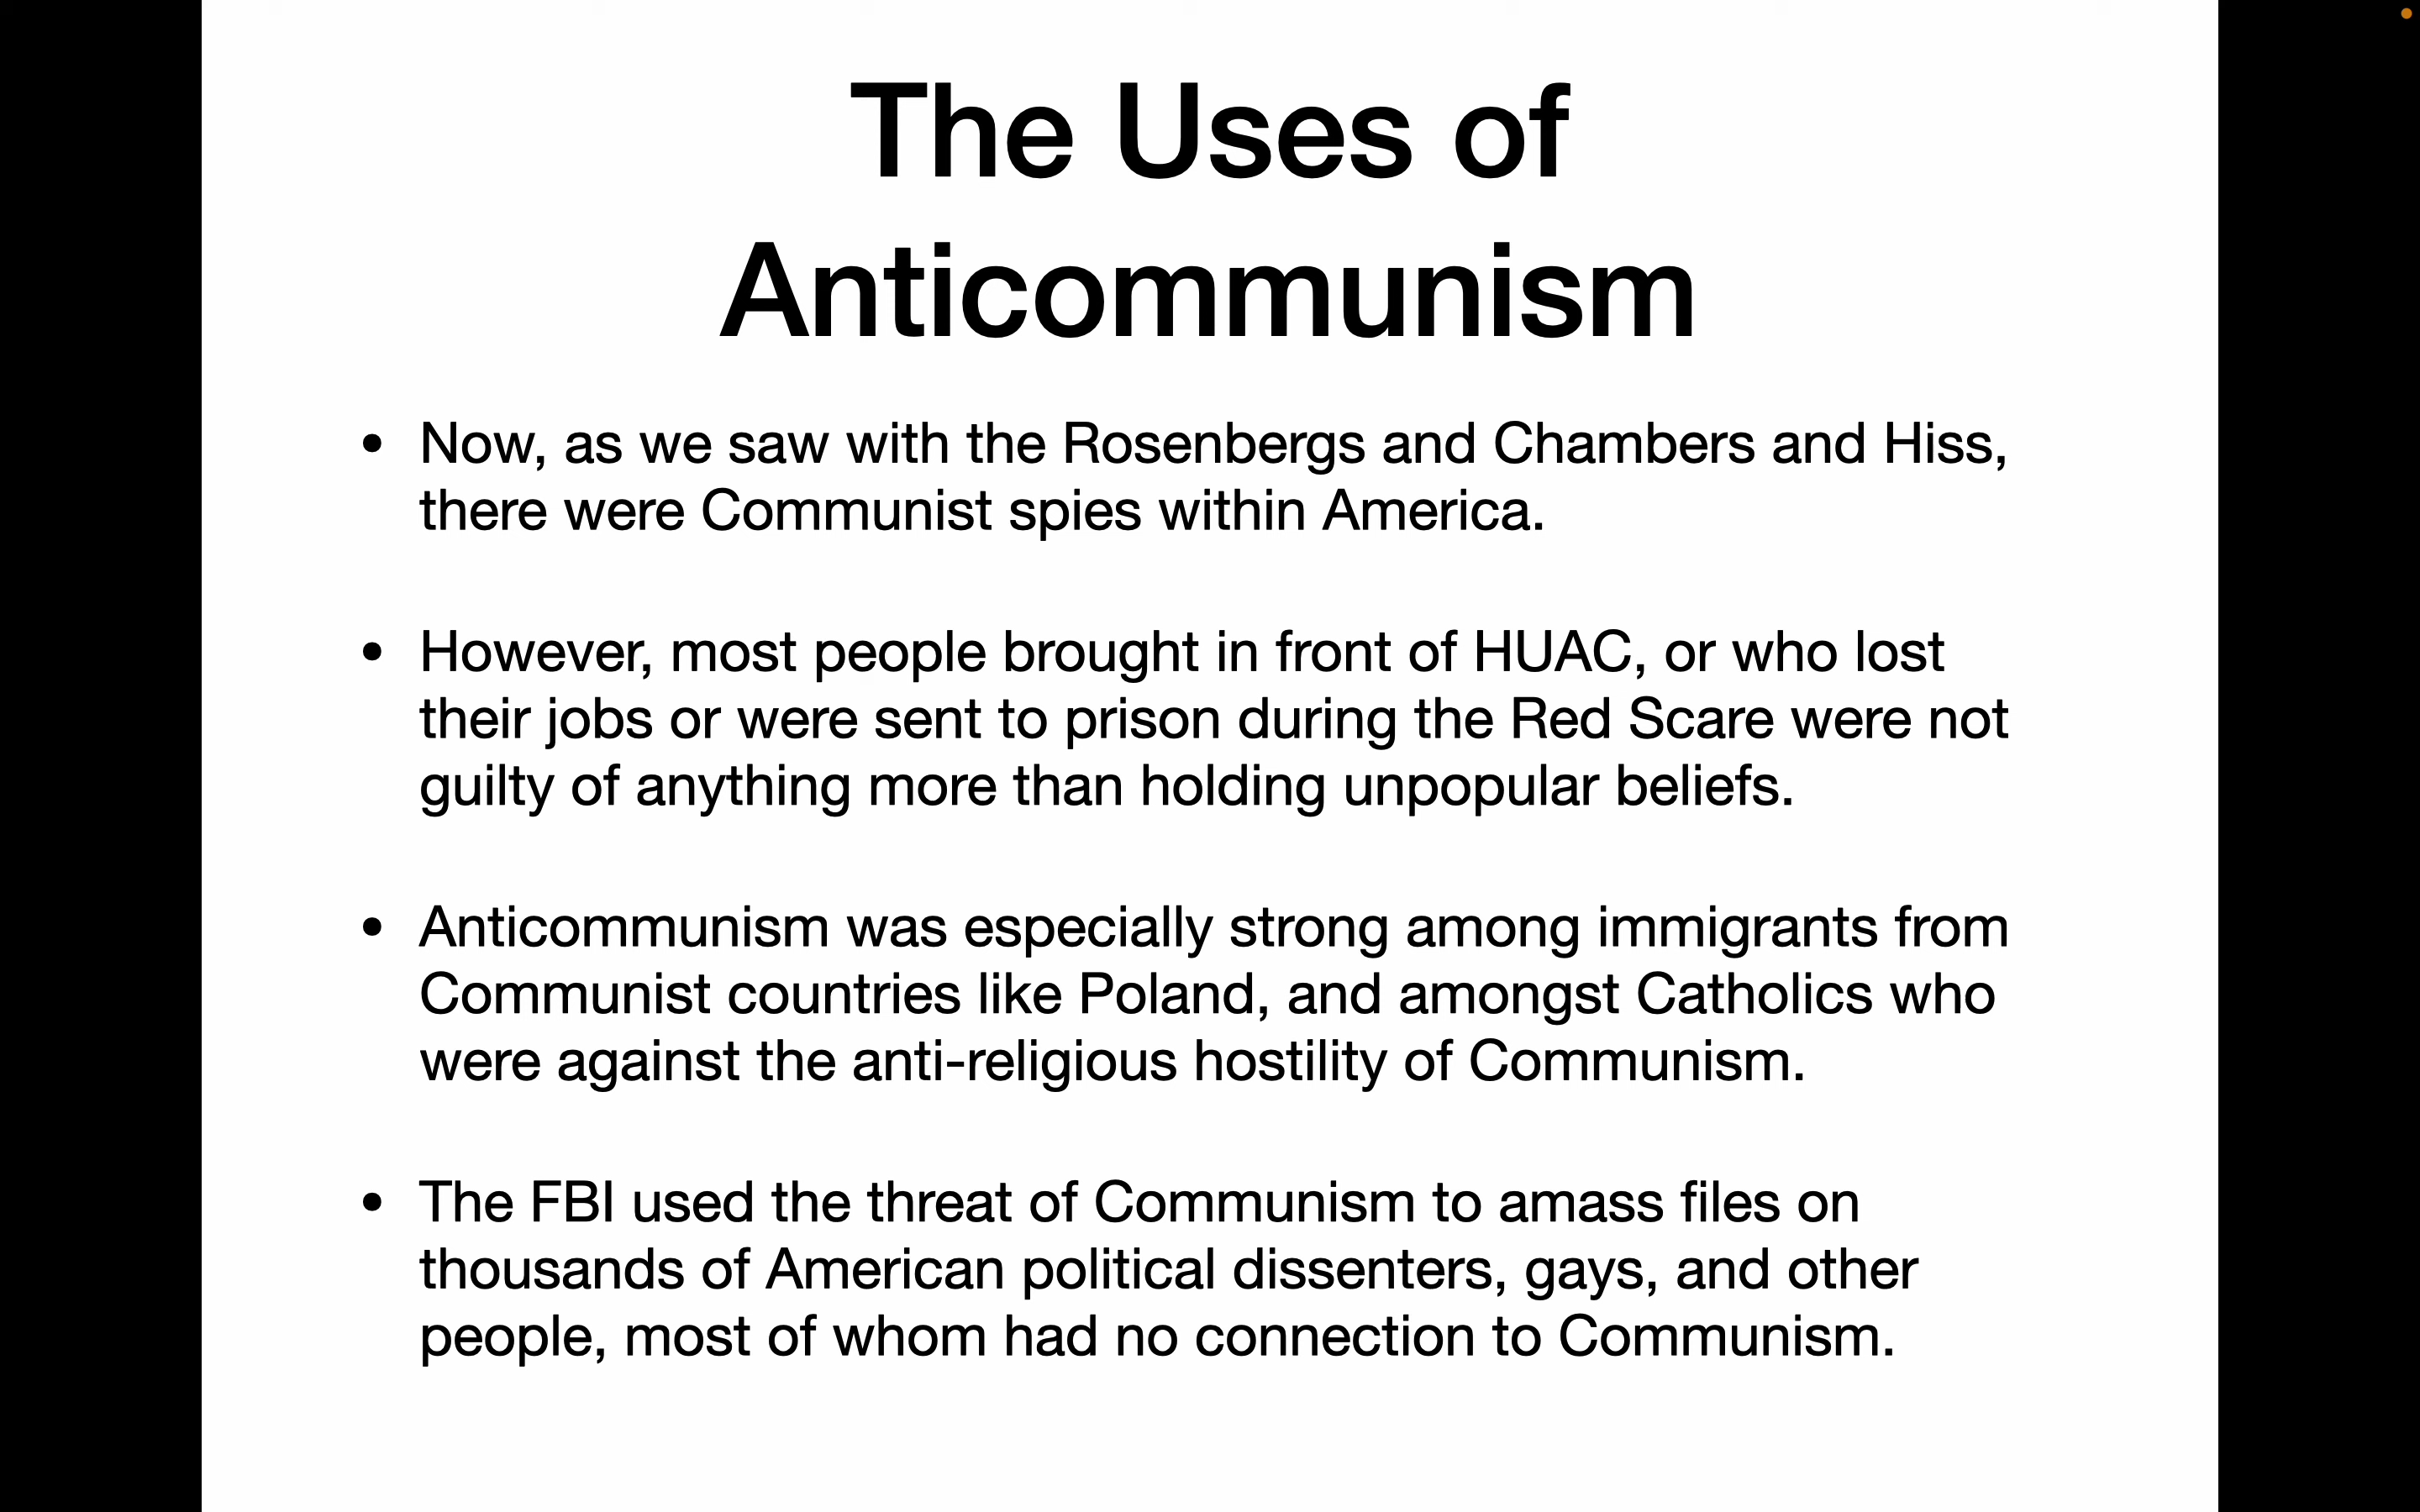 The Uses of
Anticommunism
• Now, as we saw with the Rosenbergs and Chambers and Hiss,
there were Communist spies within America.
• However, most people brought in front of HUAC, or who lost
their jobs or were sent to prison during the Red Scare were not
guilty of anything more than holding unpopular beliefs.
• Anticommunism was especially strong among immigrants from
Communist countries like Poland, and amongst Catholics who
were against the anti-religious hostility of Communism.
• The FBI used the threat of Communism to amass files on
thousands of American political dissenters, gays, and other
people, most of whom had no connection to Communism.